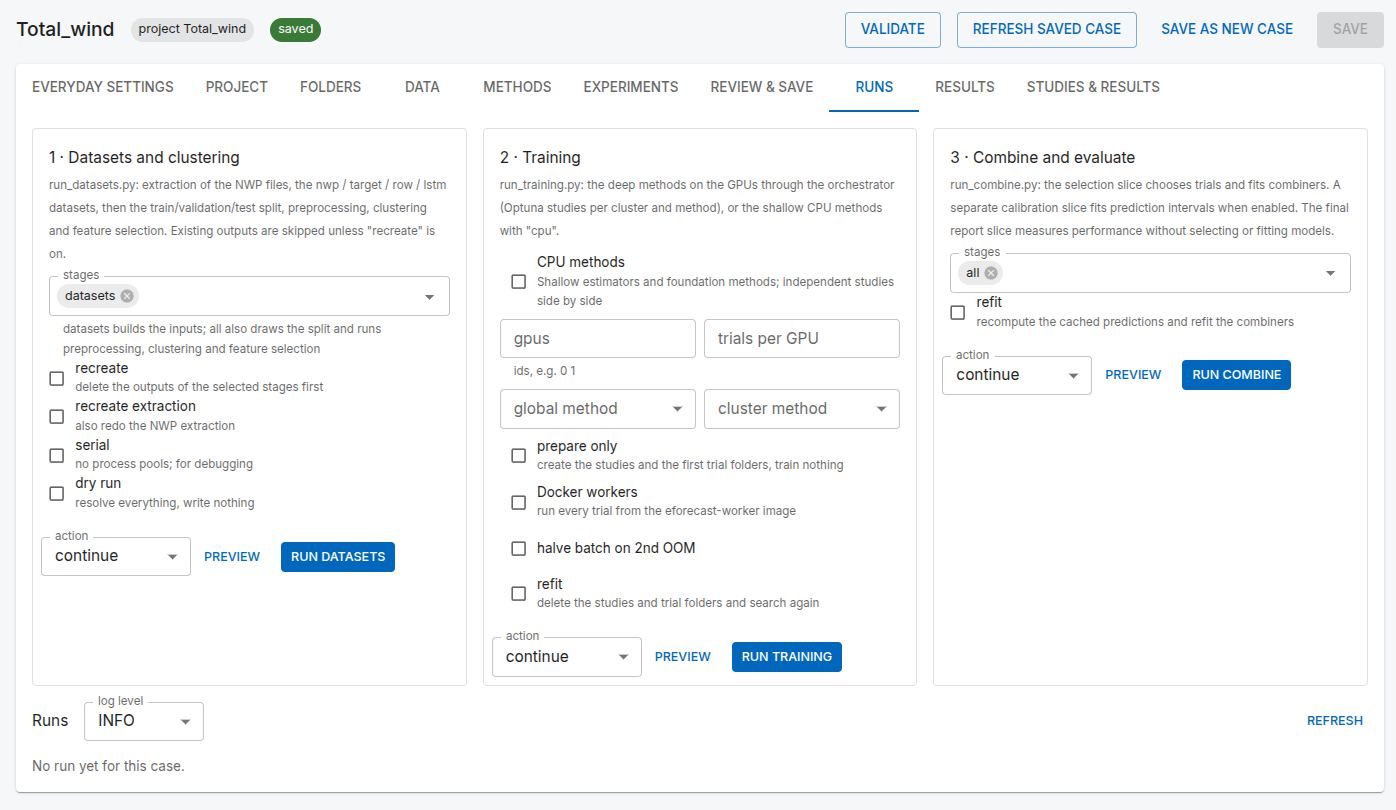 Total_wind
project Total_wind
saved
VALIDATE
REFRESH SAVED CASE
SAVE AS NEW CASE
SAVE
EVERYDAY SETTINGS
PROJECT
FOLDERS
DATA
METHODS
EXPERIMENTS
REVIEW & SAVE
RUNS
RESULTS
STUDIES & RESULTS
1 · Datasets and clustering
run_datasets.py: extraction of the NWP files, the nwp / target / row / lstm
datasets, then the train/validation/test split, preprocessing, clustering
and feature selection. Existing outputs are skipped unless "recreate" is
on.
stages
datasets
datasets builds the inputs; all also draws the split and runs
preprocessing, clustering and feature selection
recreate
delete the outputs of the selected stages first
recreate extraction
also redo the NWP extraction
serial
no process pools; for debugging
dry run
resolve everything, write nothing
action
continue
PREVIEW
RUN DATASETS
2 · Training
run_training.py: the deep methods on the GPUs through the orchestrator
(Optuna studies per cluster and method), or the shallow CPU methods
with "cpu".
CPU methods
Shallow estimators and foundation methods; independent studies
side by side
gpus
trials per GPU
ids, e.g. 0 1
global method
cluster method
prepare only
create the studies and the first trial folders, train nothing
Docker workers
run every trial from the eforecast-worker image
halve batch on 2nd OOM
refit
delete the studies and trial folders and search again
action
continue
PREVIEW
RUN TRAINING
3 · Combine and evaluate
run_combine.py: the selection slice chooses trials and fits combiners. A
separate calibration slice fits prediction intervals when enabled. The final
report slice measures performance without selecting or fitting models.
stages
all
refit
recompute the cached predictions and refit the combiners
action
continue
PREVIEW
RUN COMBINE
Runs
log level
INFO
REFRESH
No run yet for this case.